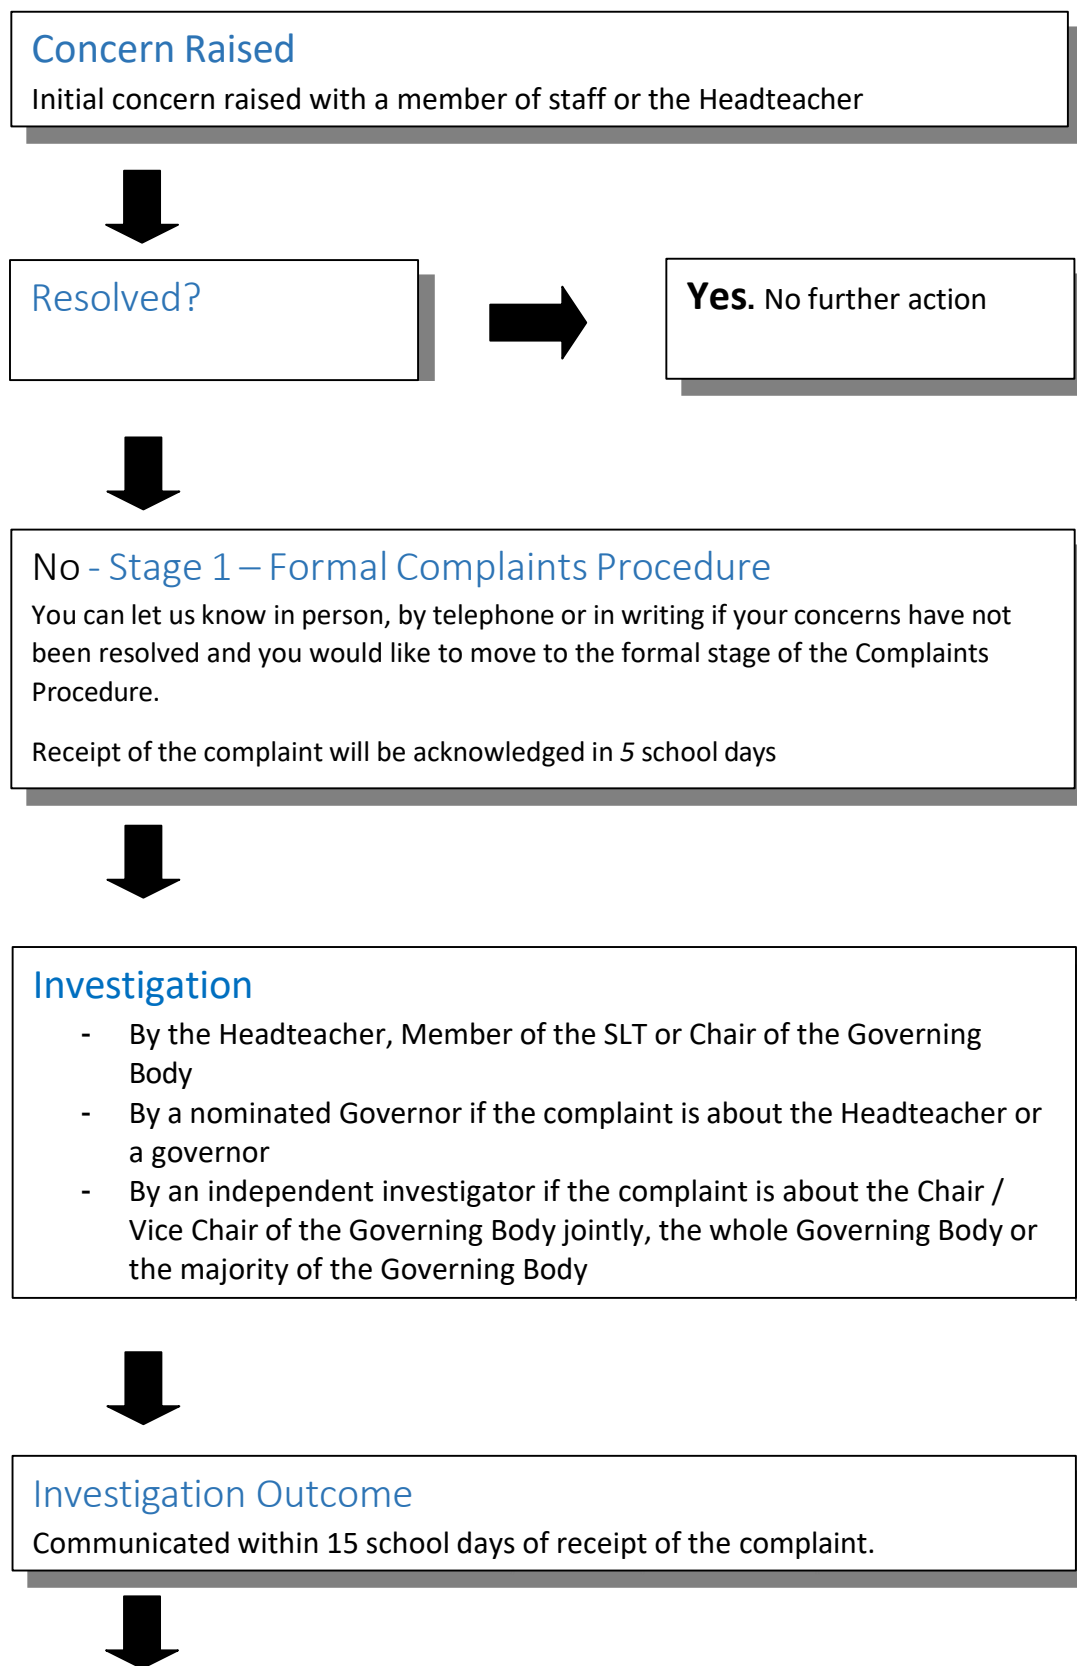 Concern Raised
Initial concern raised with a member of staff or the Headteacher
Resolved?
Yes. No further action
No - Stage 1 – Formal Complaints Procedure
You can let us know in person, by telephone or in writing if your concerns have not
been resolved and you would like to move to the formal stage of the Complaints
Procedure.
Receipt of the complaint will be acknowledged in 5 school days
Investigation
- By the Headteacher, Member of the SLT or Chair of the Governing
Body
- By a nominated Governor if the complaint is about the Headteacher or
a governor
- By an independent investigator if the complaint is about the Chair /
Vice Chair of the Governing Body jointly, the whole Governing Body or
the majority of the Governing Body
Investigation Outcome
Communicated within 15 school days of receipt of the complaint.